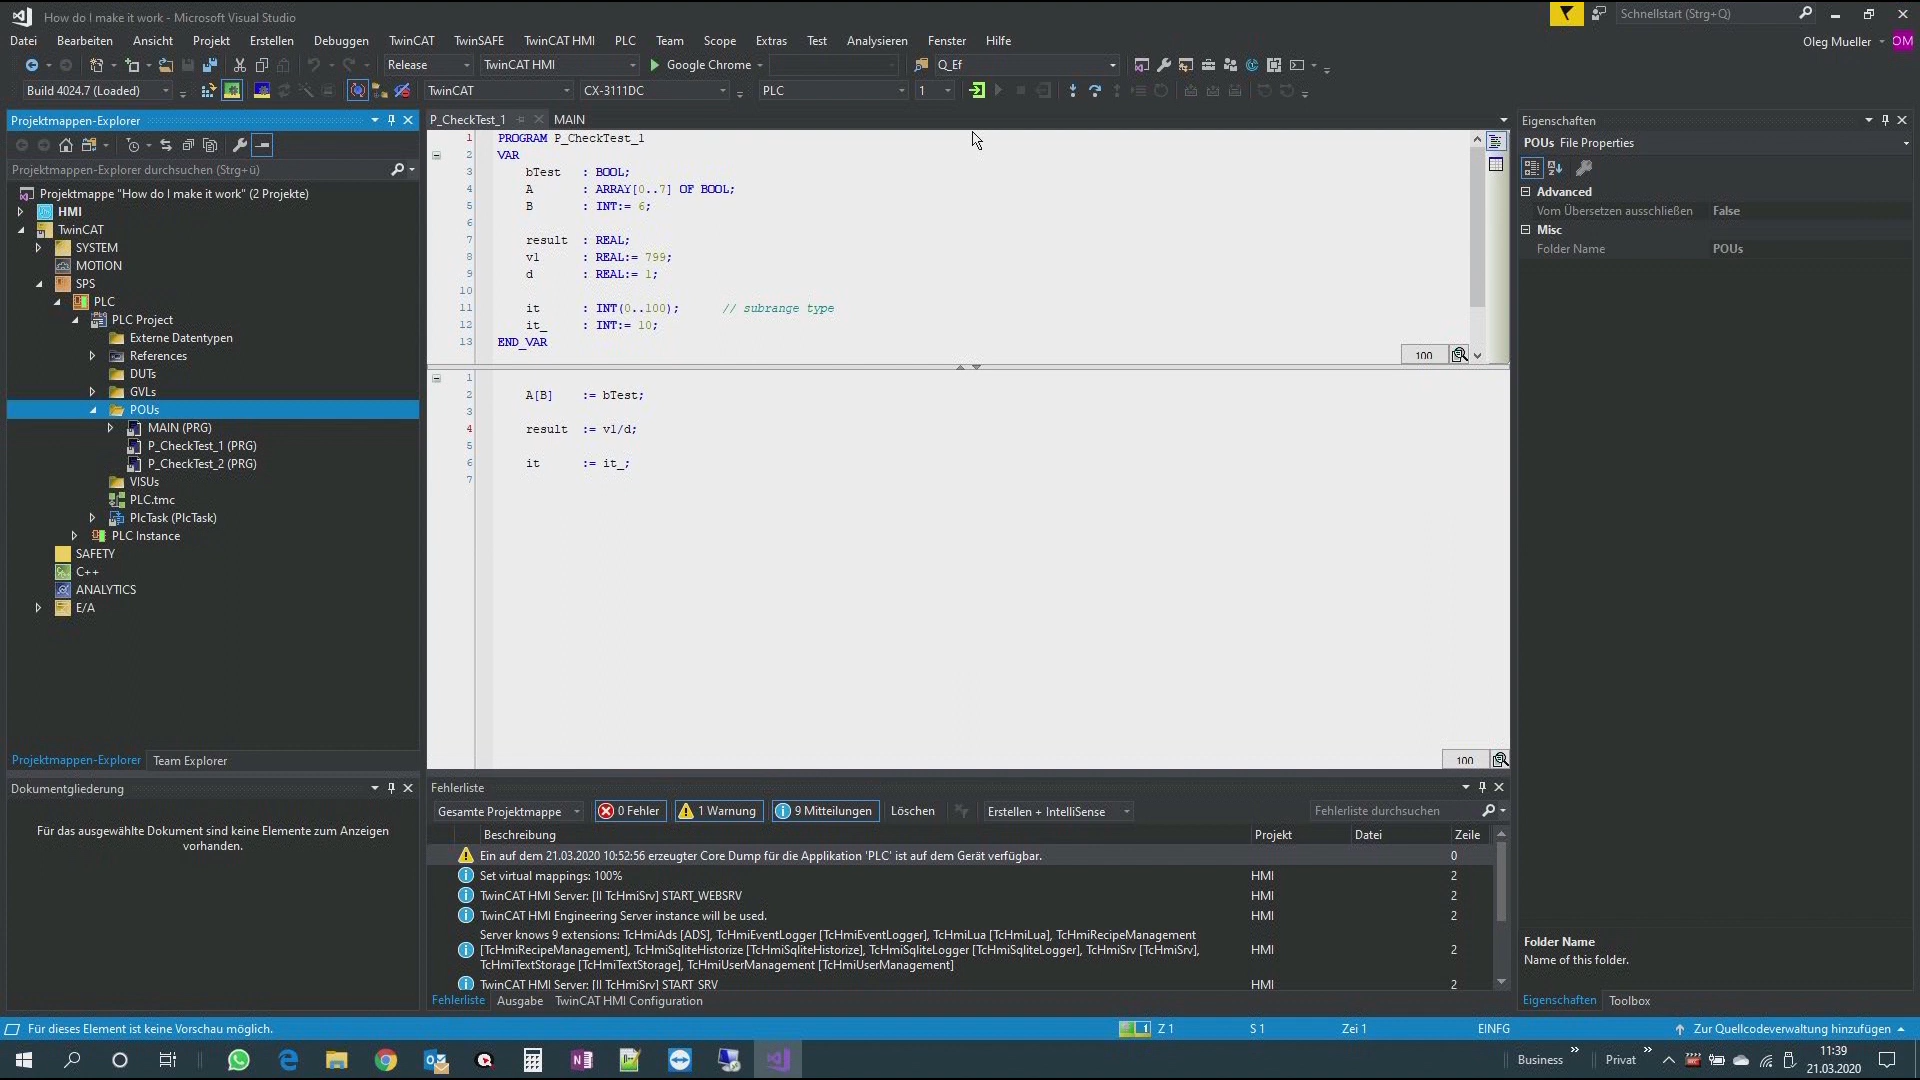 How do I make it work - Microsoft Visual Studio
Schnellstart (Strg+Q)
Datei Bearbeiten Ansicht Projekt Erstellen Debuggen TwinCAT TwinSAFE TwinCAT HMI PLC Team Scope Extras Test Analysieren Fenster Hilfe
Oleg Mueller OM
Release TwinCAT HMI Google Chrome Q_Ef
Build 4024.7 (Loaded) TwinCAT CX-3111DC PLC 1
Projektmappen-Explorer
Projektmappen-Explorer durchsuchen (Strg+ü)
Projektmappe "How do I make it work" (2 Projekte)
HMI
TwinCAT
SYSTEM
MOTION
SPS
PLC
PLC Project
Externe Datentypen
References
DUTs
GVLs
POUs
MAIN (PRG)
P_CheckTest_1 (PRG)
P_CheckTest_2 (PRG)
VISUs
PLC.tmc
PlcTask (PlcTask)
PLC Instance
SAFETY
C++
ANALYTICS
E/A
Projektmappen-Explorer Team Explorer
Dokumentgliederung
Für das ausgewählte Dokument sind keine Elemente zum Anzeigen
vorhanden.
P_CheckTest_1 MAIN
1 PROGRAM P_CheckTest_1
2 VAR
3 bTest : BOOL;
4 A : ARRAY[0..7] OF BOOL;
5 B : INT:= 6;
6
7 result : REAL;
8 v1 : REAL:= 799;
9 d : REAL:= 1;
10
11 it : INT(0..100); // subrange type
12 it_ : INT:= 10;
13 END_VAR
100
1
2 A[B] := bTest;
3
4 result := v1/d;
5
6 it := it_;
7
100
Fehlerliste
Gesamte Projektmappe 0 Fehler 1 Warnung 9 Mitteilungen Löschen Erstellen + IntelliSense Fehlerliste durchsuchen
Beschreibung Projekt Datei Zeile
Ein auf dem 21.03.2020 10:52:56 erzeugter Core Dump für die Applikation 'PLC' ist auf dem Gerät verfügbar. 0
Set virtual mappings: 100% HMI 2
TwinCAT HMI Server: [II TcHmiSrv] START_WEBSRV HMI 2
TwinCAT HMI Engineering Server instance will be used. HMI 2
Server knows 9 extensions: TcHmiAds [ADS], TcHmiEventLogger [TcHmiEventLogger], TcHmiLua [TcHmiLua], TcHmiRecipeManagement
[TcHmiRecipeManagement], TcHmiSqliteHistorize [TcHmiSqliteHistorize], TcHmiSqliteLogger [TcHmiSqliteLogger], TcHmiSrv [TcHmiSrv], HMI 2
TcHmiTextStorage [TcHmiTextStorage], TcHmiUserManagement [TcHmiUserManagement]
TwinCAT HMI Server: [II TcHmiSrv] START_SRV HMI 2
Fehlerliste Ausgabe TwinCAT HMI Configuration
Eigenschaften
POUs File Properties
Advanced
Vom Übersetzen ausschließen False
Misc
Folder Name POUs
Folder Name
Name of this folder.
Eigenschaften Toolbox
Für dieses Element ist keine Vorschau möglich. 1 Z 1 S 1 Zei 1 EINFG Zur Quellcodeverwaltung hinzufügen
Business Privat
11:39
21.03.2020